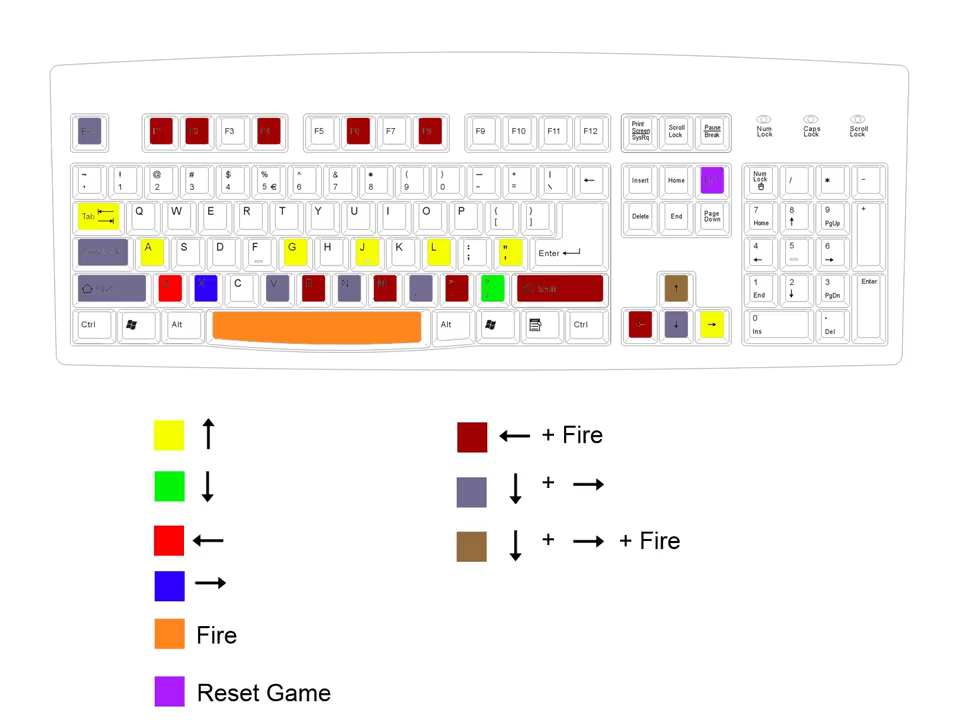 F1 F2 F3 F4 F5 F6 F7 F8 F9 F10 F11 F12 Print Screen SysRq Scroll Lock Pause Break Num Lock Caps Lock Scroll Lock
~ ` ! 1 @ 2 # 3 $ 4 % 5 € ^ 6 & 7 * 8 ( 9 ) 0 — - + = | \ ← Insert Home Num Lock / * -
Tab Q W E R T Y U I O P { [ } ] Delete End Page Down 7 Home 8 ↑ 9 PgUp +
A S D F G H J K L : ; " ' Enter 4 ← 5 6 →
X C V N M > Shift ↑ 1 End 2 ↓ 3 PgDn Enter
Ctrl Alt Alt Ctrl ← ↓ → 0 Ins . Del
↑
← + Fire
↓
↓ + →
←
↓ + → + Fire
→
Fire
Reset Game